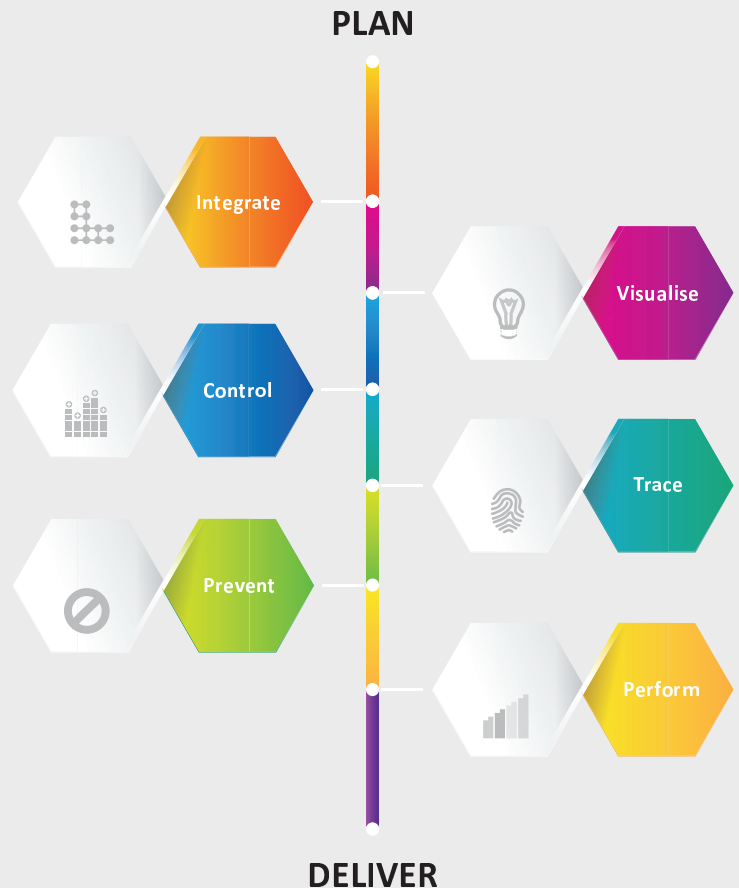 PLAN
Integrate
Visualise
Control
Trace
Prevent
Perform
DELIVER